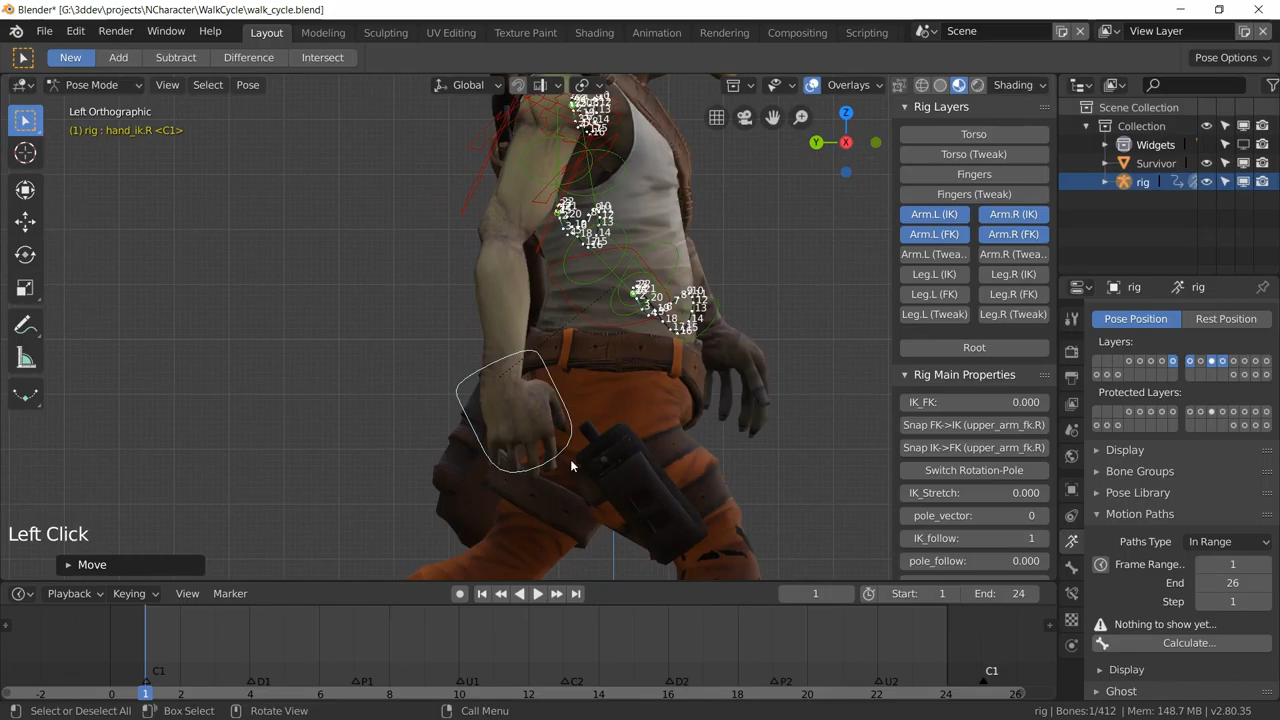 Blender* [G:\3ddev\projects\NCharacter\WalkCycle\walk_cycle.blend]
File Edit Render Window Help Layout Modeling Sculpting UV Editing Texture Paint Shading Animation Rendering Compositing Scripting Scene View Layer
New Add Subtract Difference Intersect Pose Options
Pose Mode View Select Pose Global Overlays Shading
Left Orthographic
(1) rig : hand_ik.R <C1>
Z
Y
X
Rig Layers
Torso
Torso (Tweak)
Fingers
Fingers (Tweak)
Arm.L (IK) Arm.R (IK)
Arm.L (FK) Arm.R (FK)
Arm.L (Twea.. Arm.R (Twea..
Leg.L (IK) Leg.R (IK)
Leg.L (FK) Leg.R (FK)
Leg.L (Tweak) Leg.R (Tweak)
Root
Rig Main Properties
IK_FK: 0.000
Snap FK->IK (upper_arm_fk.R)
Snap IK->FK (upper_arm_fk.R)
Switch Rotation-Pole
IK_Stretch: 0.000
pole_vector: 0
IK_follow: 1
pole_follow: 0.000
Scene Collection
Collection
Widgets
Survivor
rig
rig rig
Pose Position Rest Position
Layers:
Protected Layers:
Display
Bone Groups
Pose Library
Motion Paths
Paths Type In Range
Frame Range.. 1
End 26
Step 1
Nothing to show yet...
Calculate...
Display
Ghost
Left Click
Move
Playback Keying View Marker 1 Start: 1 End: 24
C1 D1 P1 U1 C2 D2 P2 U2 C1
-2 0 1 2 4 6 8 10 12 14 16 18 20 22 24 26
Select or Deselect All Box Select Rotate View Call Menu rig | Bones:1/412 | Mem: 148.7 MB | v2.80.35